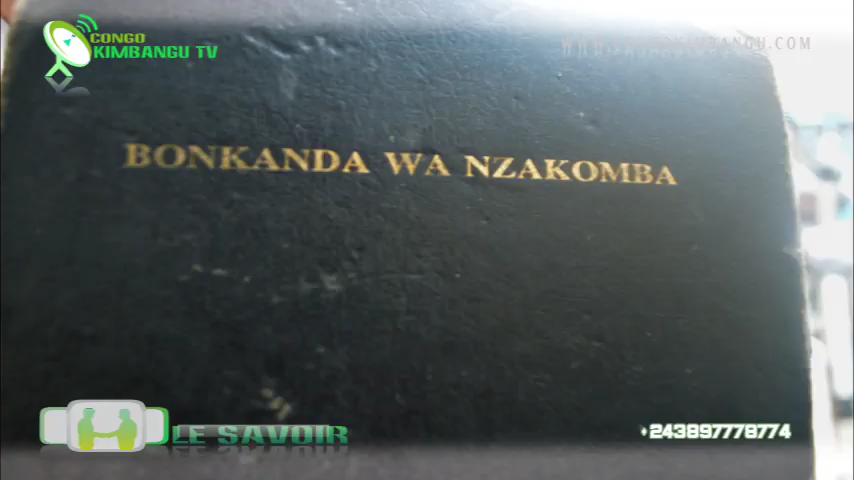 CONGO
KIMBANGU TV
BONKANDA WA NZAKOMBA
LE SAVOIR
+243897778774